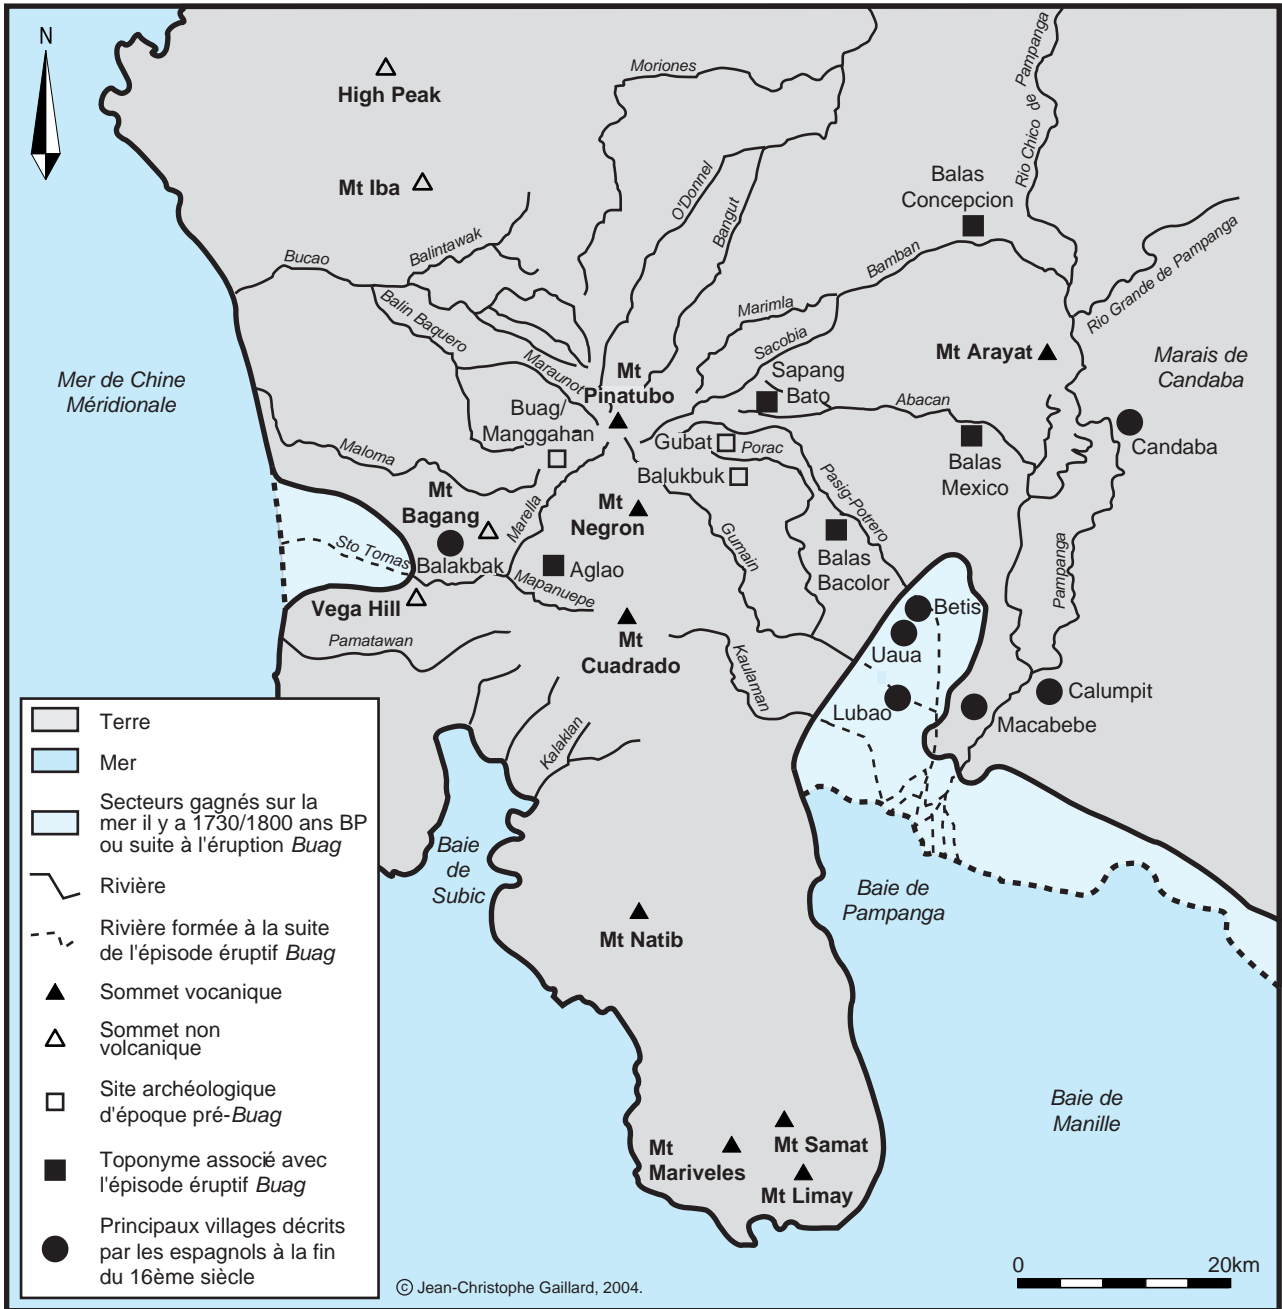 N
High Peak
Mt Iba
Moriones
O'Donnel
Bangut
Rio Chico de Pampanga
Balas
Concepcion
Bamban
Rio Grande de Pampanga
Bucao
Balintawak
Balin Baquero
Maraunot
Marimla
Sacobia
Mt Arayat
Marais de
Candaba
Mer de Chine
Méridionale
Mt
Pinatubo
Sapang
Bato
Abacan
Buag/
Manggahan
Gubat
Porac
Balukbuk
Pasig-Potrero
Balas
Mexico
Candaba
Maloma
Mt
Bagang
Marella
Mt
Negron
Gumain
Balas
Bacolor
Pampanga
Sto Tomas
Balakbak
Aglao
Mapanuepe
Vega Hill
Pamatawan
Mt
Cuadrado
Kaulaman
Betis
Uaua
Lubao
Calumpit
Macabebe
Kalaklan
Baie
de
Subic
Baie de
Pampanga
Mt Natib
Baie de
Manille
Mt Samat
Mt
Mariveles
Mt Limay
Terre
Mer
Secteurs gagnés sur la
mer il y a 1730/1800 ans BP
ou suite à l'éruption Buag
Rivière
Rivière formée à la suite
de l'épisode éruptif Buag
Sommet vocanique
Sommet non
volcanique
Site archéologique
d'époque pré-Buag
Toponyme associé avec
l'épisode éruptif Buag
Principaux villages décrits
par les espagnols à la fin
du 16ème siècle
© Jean-Christophe Gaillard, 2004.
0 20km